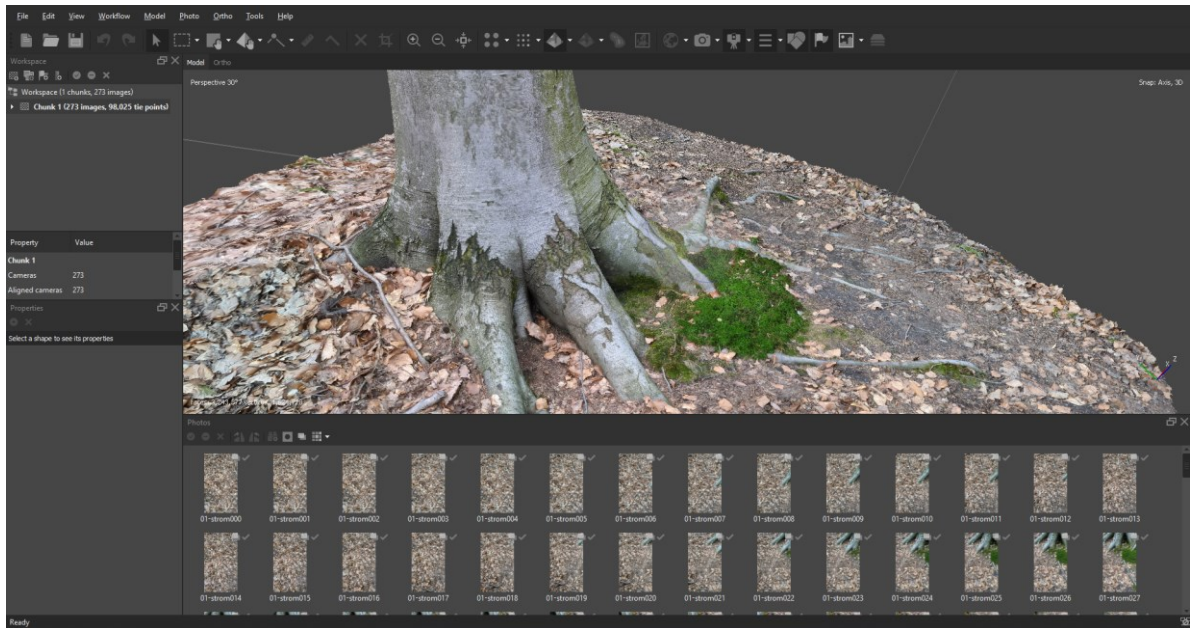 File Edit View Workflow Model Photo Ortho Tools Help
Workspace
Model Ortho
Perspective 30°
Snap: Axis, 3D
Workspace (1 chunks, 273 images)
Chunk 1 (273 images, 98,025 tie points)
Property Value
Chunk 1
Cameras 273
Aligned cameras 273
Properties
Select a shape to see its properties
Z
Photos
01-strom000 01-strom001 01-strom002 01-strom003 01-strom004 01-strom005 01-strom006 01-strom007 01-strom008 01-strom009 01-strom010 01-strom011 01-strom012 01-strom013
01-strom014 01-strom015 01-strom016 01-strom017 01-strom018 01-strom019 01-strom020 01-strom021 01-strom022 01-strom023 01-strom024 01-strom025 01-strom026 01-strom027
Ready